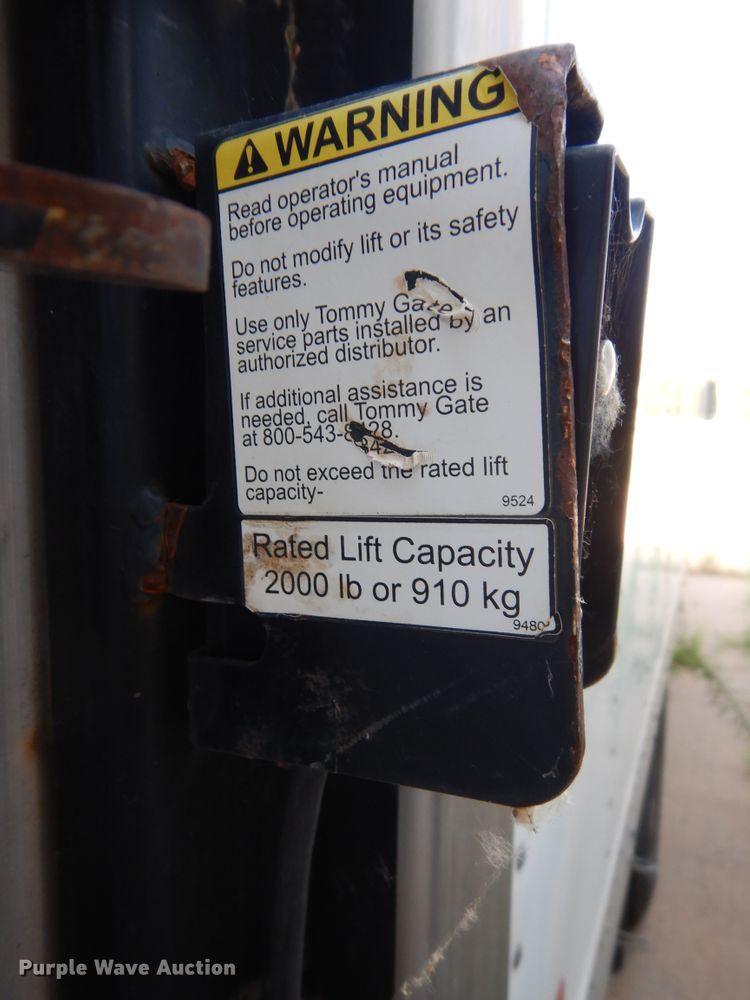 WARNING
Read operator's manual
before operating equipment.
Do not modify lift or its safety
features.
Use only Tommy Gate
service parts installed by an
authorized distributor.
If additional assistance is
needed, call Tommy Gate
at 800-543-
Do not exceed the rated lift
capacity-
9524
Rated Lift Capacity
2000 lb or 910 kg
9480
Purple Wave Auction